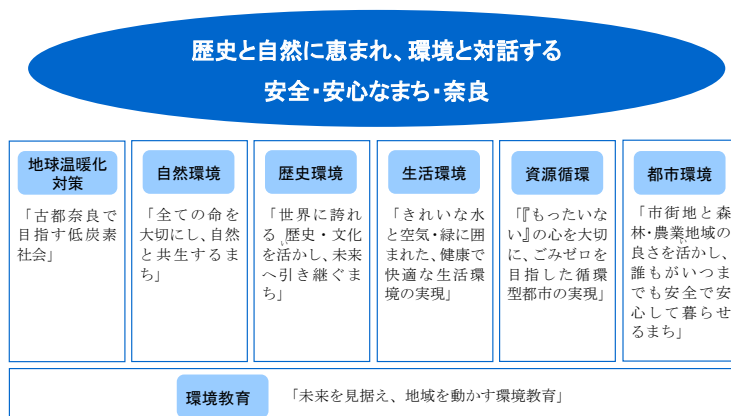 歴史と自然に恵まれ、環境と対話する
安全・安心なまち・奈良
地球温暖化
対策
「古都奈良で
目指す低炭素
社会」
自然環境
「全ての命を
大切にし、自然
と共生するま
ち」
歴史環境
「世界に誇れ
る 歴史・文化
い
を活かし、未来
へ引き継ぐま
ち」
生活環境
「きれいな水
と空気・緑に囲
まれた、健康で
快適な生活環
境の実現」
資源循環
「『もったいな
い』の心を大切
に、ごみゼロを
目指した循環
型都市の実現」
都市環境
「市街地と森
林・農業地域の
い
良さを活かし、
誰もがいつま
でも安全で安
心して暮らせ
るまち」
環境教育
「未来を見据え、地域を動かす環境教育」